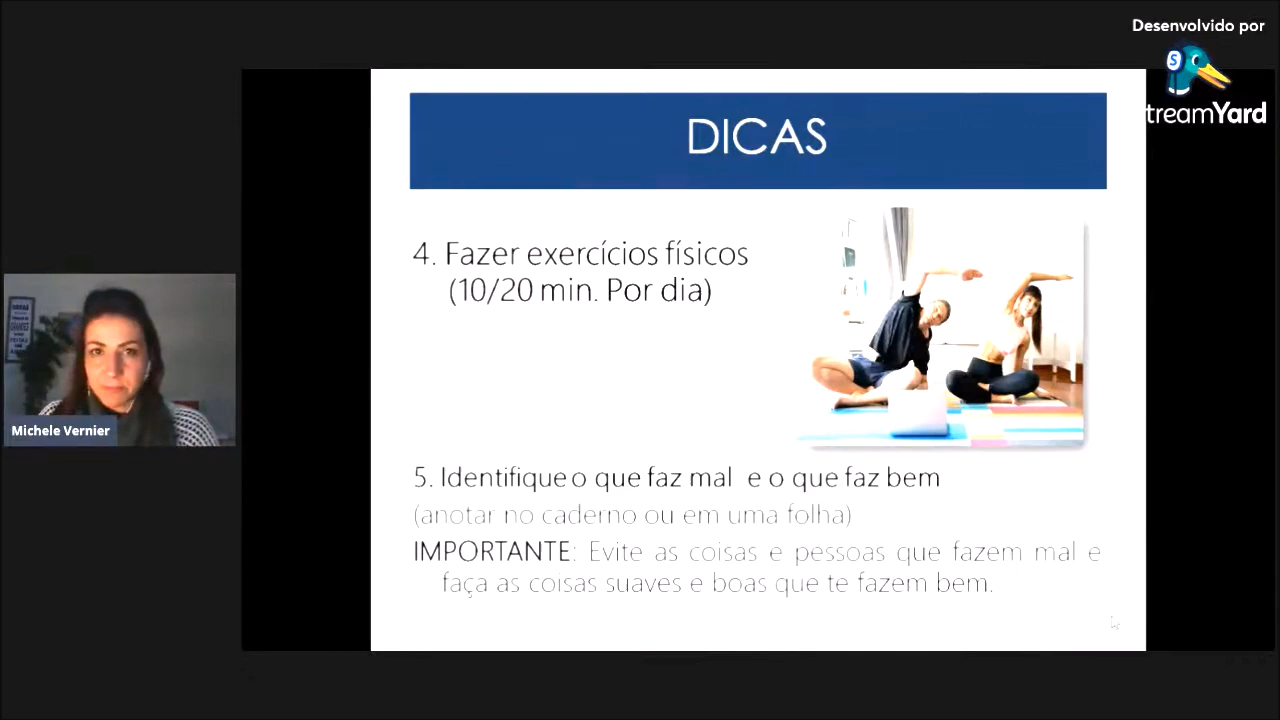 Desenvolvido por
treamYard
DICAS
4. Fazer exercícios físicos
(10/20 min. Por dia)
Michele Vernier
5. Identifique o que faz mal e o que faz bem
(anotar no caderno ou em uma folha)
IMPORTANTE: Evite as coisas e pessoas que fazem mal e
faça as coisas suaves e boas que te fazem bem.